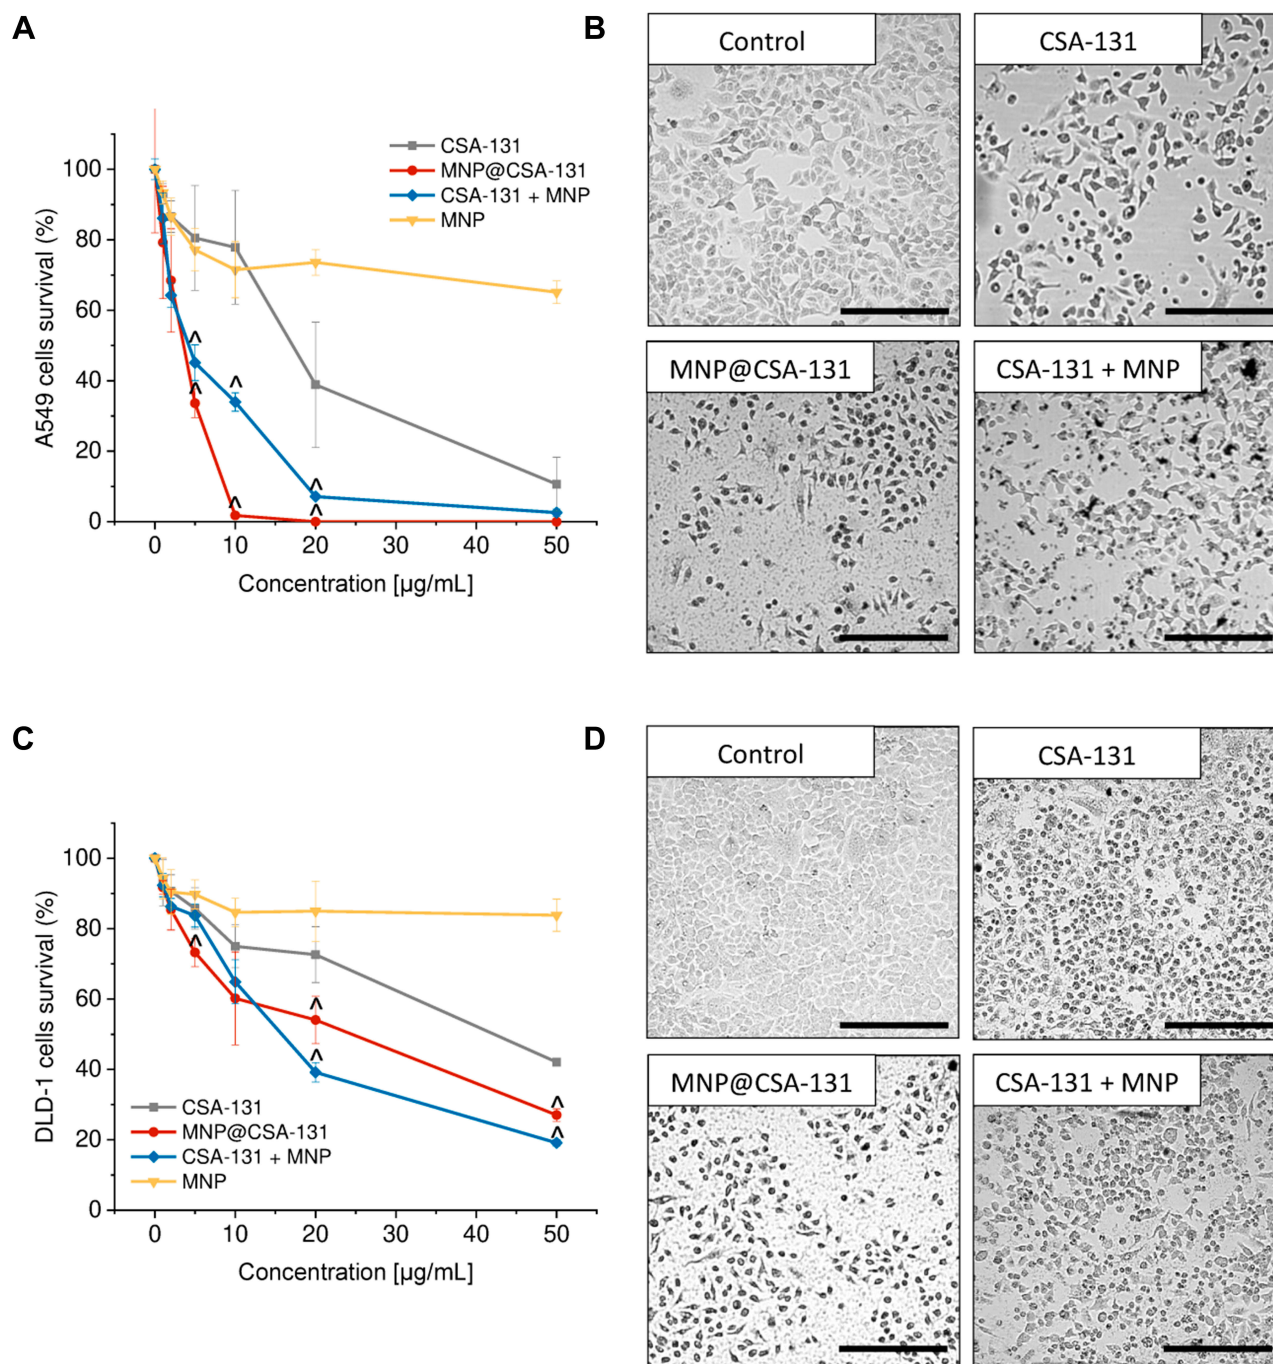 A
100
80
60
40
20
0
A549 cells survival (%)
CSA-131
MNP@CSA-131
CSA-131 + MNP
MNP
^
^
^
^
^
^
0 10 20 30 40 50
Concentration [µg/mL]
B
Control
CSA-131
MNP@CSA-131
CSA-131 + MNP
C
100
80
60
40
20
0
DLD-1 cells survival (%)
^
^
^
^
^
CSA-131
MNP@CSA-131
CSA-131 + MNP
MNP
0 10 20 30 40 50
Concentration [µg/mL]
D
Control
CSA-131
MNP@CSA-131
CSA-131 + MNP